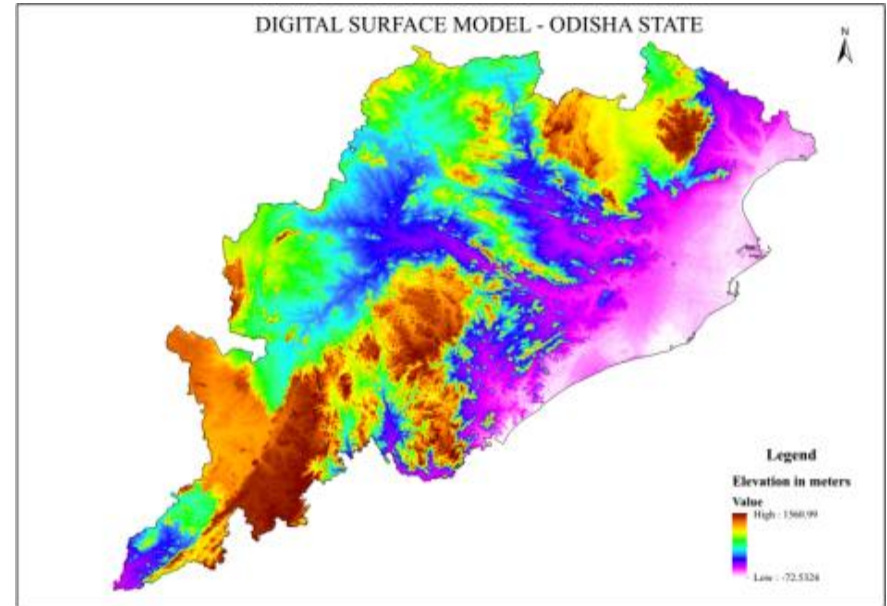 DIGITAL SURFACE MODEL - ODISHA STATE
N
Legend
Elevation in meters
Value
High : 1560.99
Low : -72.5324